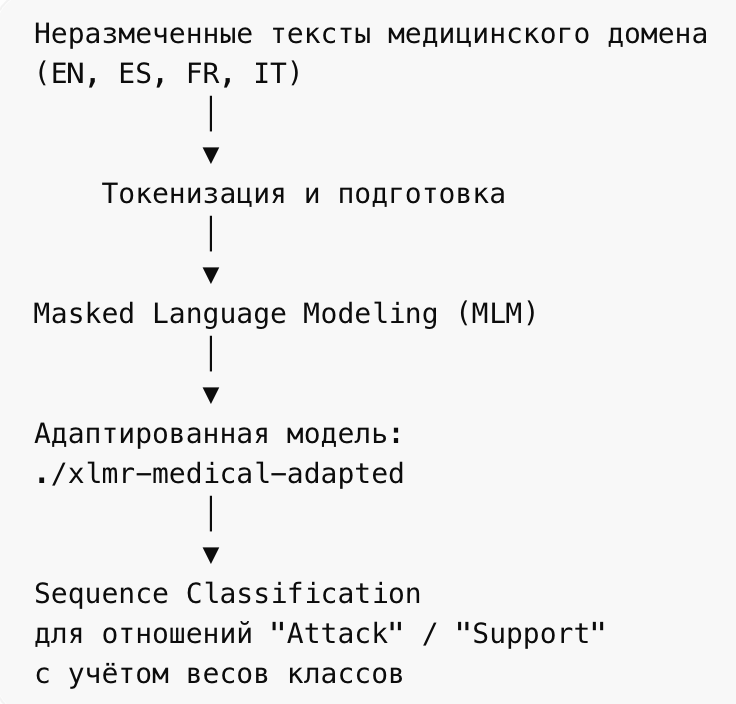 Неразмеченные тексты медицинского домена
(EN, ES, FR, IT)
Токенизация и подготовка
Masked Language Modeling (MLM)
Адаптированная модель:
./xlmr-medical-adapted
Sequence Classification
для отношений "Attack" / "Support"
с учётом весов классов